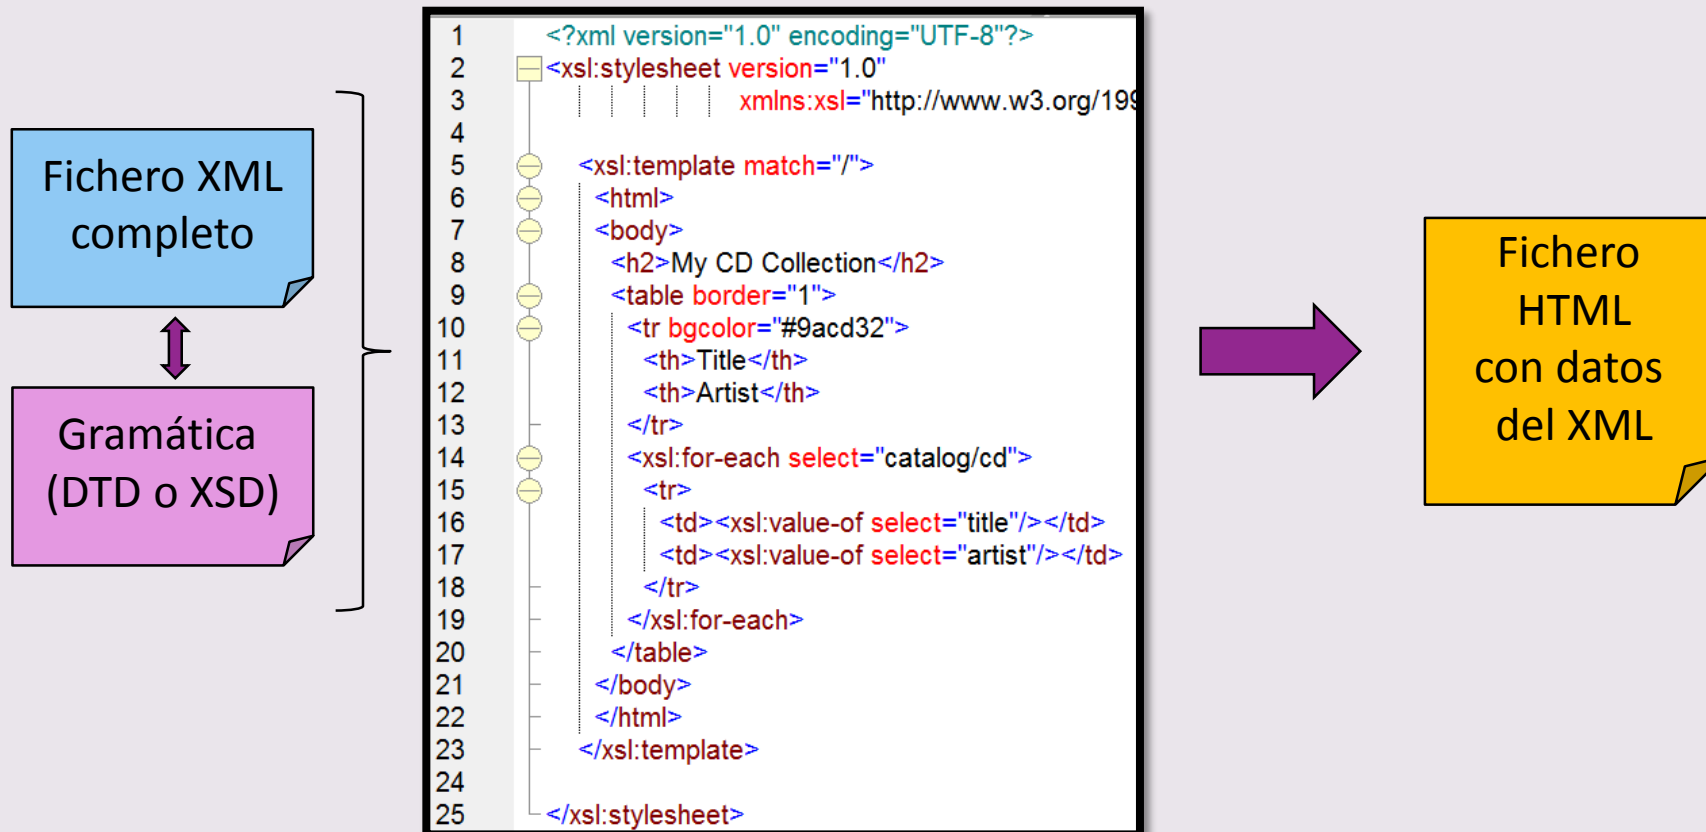 Fichero XML
completo
Gramática
(DTD o XSD)
1 <?xml version="1.0" encoding="UTF-8"?>
2 <xsl:stylesheet version="1.0"
3 xmlns:xsl="http://www.w3.org/199
4
5 <xsl:template match="/">
6 <html>
7 <body>
8 <h2>My CD Collection</h2>
9 <table border="1">
10 <tr bgcolor="#9acd32">
11 <th>Title</th>
12 <th>Artist</th>
13 </tr>
14 <xsl:for-each select="catalog/cd">
15 <tr>
16 <td><xsl:value-of select="title"/></td>
17 <td><xsl:value-of select="artist"/></td>
18 </tr>
19 </xsl:for-each>
20 </table>
21 </body>
22 </html>
23 </xsl:template>
24
25 </xsl:stylesheet>
Fichero
HTML
con datos
del XML